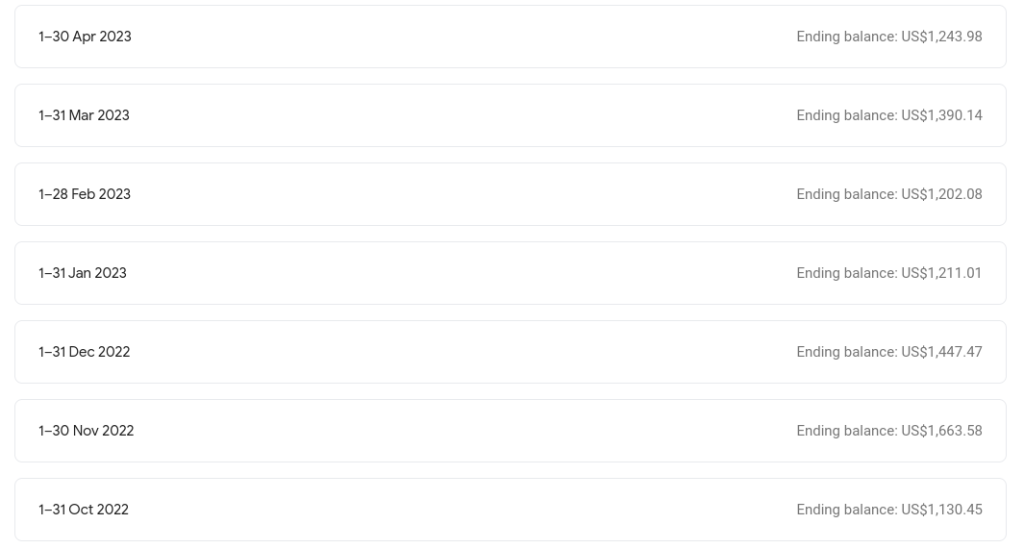 1–30 Apr 2023 Ending balance: US$1,243.98
1–31 Mar 2023 Ending balance: US$1,390.14
1–28 Feb 2023 Ending balance: US$1,202.08
1–31 Jan 2023 Ending balance: US$1,211.01
1–31 Dec 2022 Ending balance: US$1,447.47
1–30 Nov 2022 Ending balance: US$1,663.58
1–31 Oct 2022 Ending balance: US$1,130.45